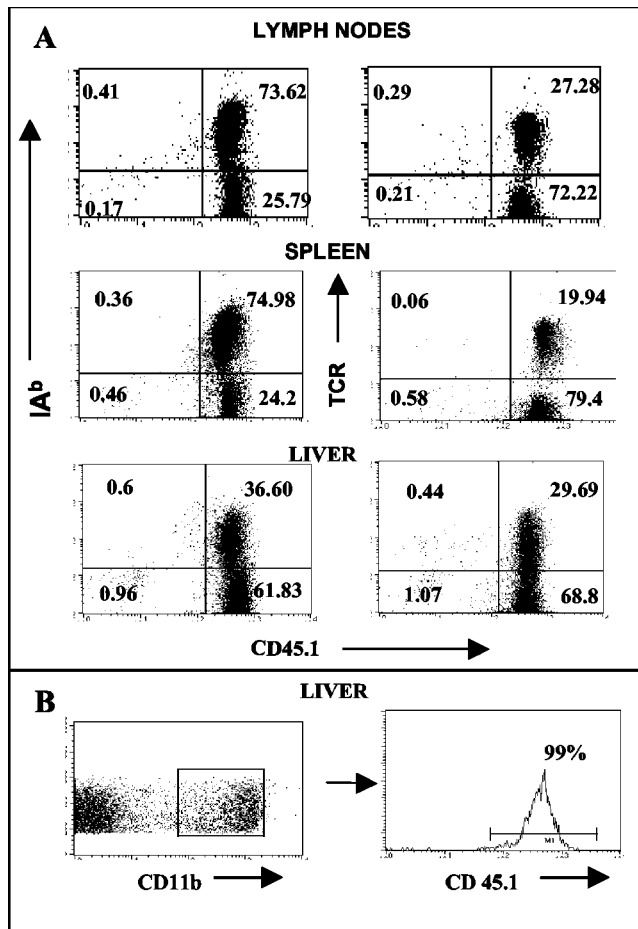 A
LYMPH NODES
0.41 73.62
0.17 25.79
0.29 27.28
0.21 72.22
SPLEEN
IAb
0.36 74.98
0.46 24.2
TCR
0.06 19.94
0.58 79.4
LIVER
0.6 36.60
0.96 61.83
0.44 29.69
1.07 68.8
CD45.1
B
LIVER
99%
M1
CD11b
CD 45.1